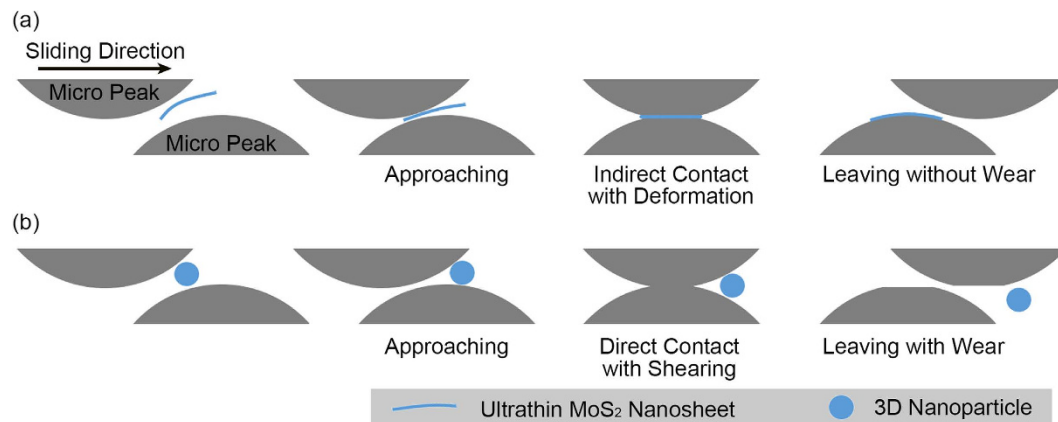 (a)
Sliding Direction
Micro Peak
Micro Peak
Approaching
Indirect Contact
with Deformation
Leaving without Wear
(b)
Approaching
Direct Contact
with Shearing
Leaving with Wear
Ultrathin MoS₂ Nanosheet
3D Nanoparticle